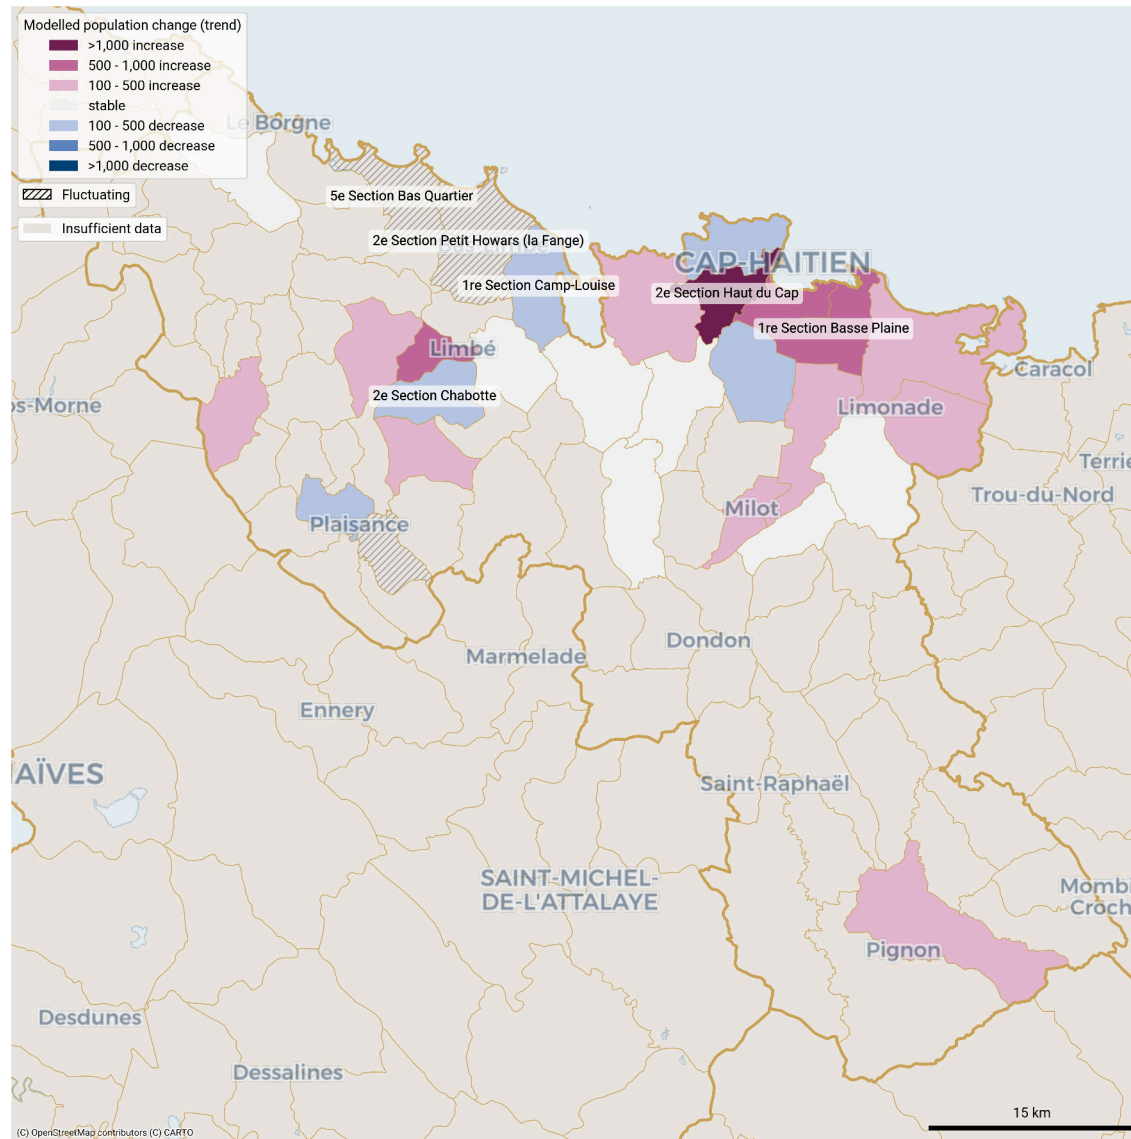 Modelled population change (trend)
>1,000 increase
500 - 1,000 increase
100 - 500 increase
stable
100 - 500 decrease
500 - 1,000 decrease
>1,000 decrease
Fluctuating
Insufficient data
Le Borgne
5e Section Bas Quartier
2e Section Petit Howars (la Fange)
CAP-HAITIEN
1re Section Camp-Louise
2e Section Haut du Cap
1re Section Basse Plaine
Limbé
Caracol
2e Section Chabotte
os-Morne
Limonade
Terrie
Trou-du-Nord
Milot
Plaisance
Dondon
Marmelade
Ennery
AÏVES
Saint-Raphaël
SAINT-MICHEL-
DE-L'ATTALAYE
Mombi
Croch
Pignon
Desdunes
Dessalines
15 km
(C) OpenStreetMap contributors (C) CARTO